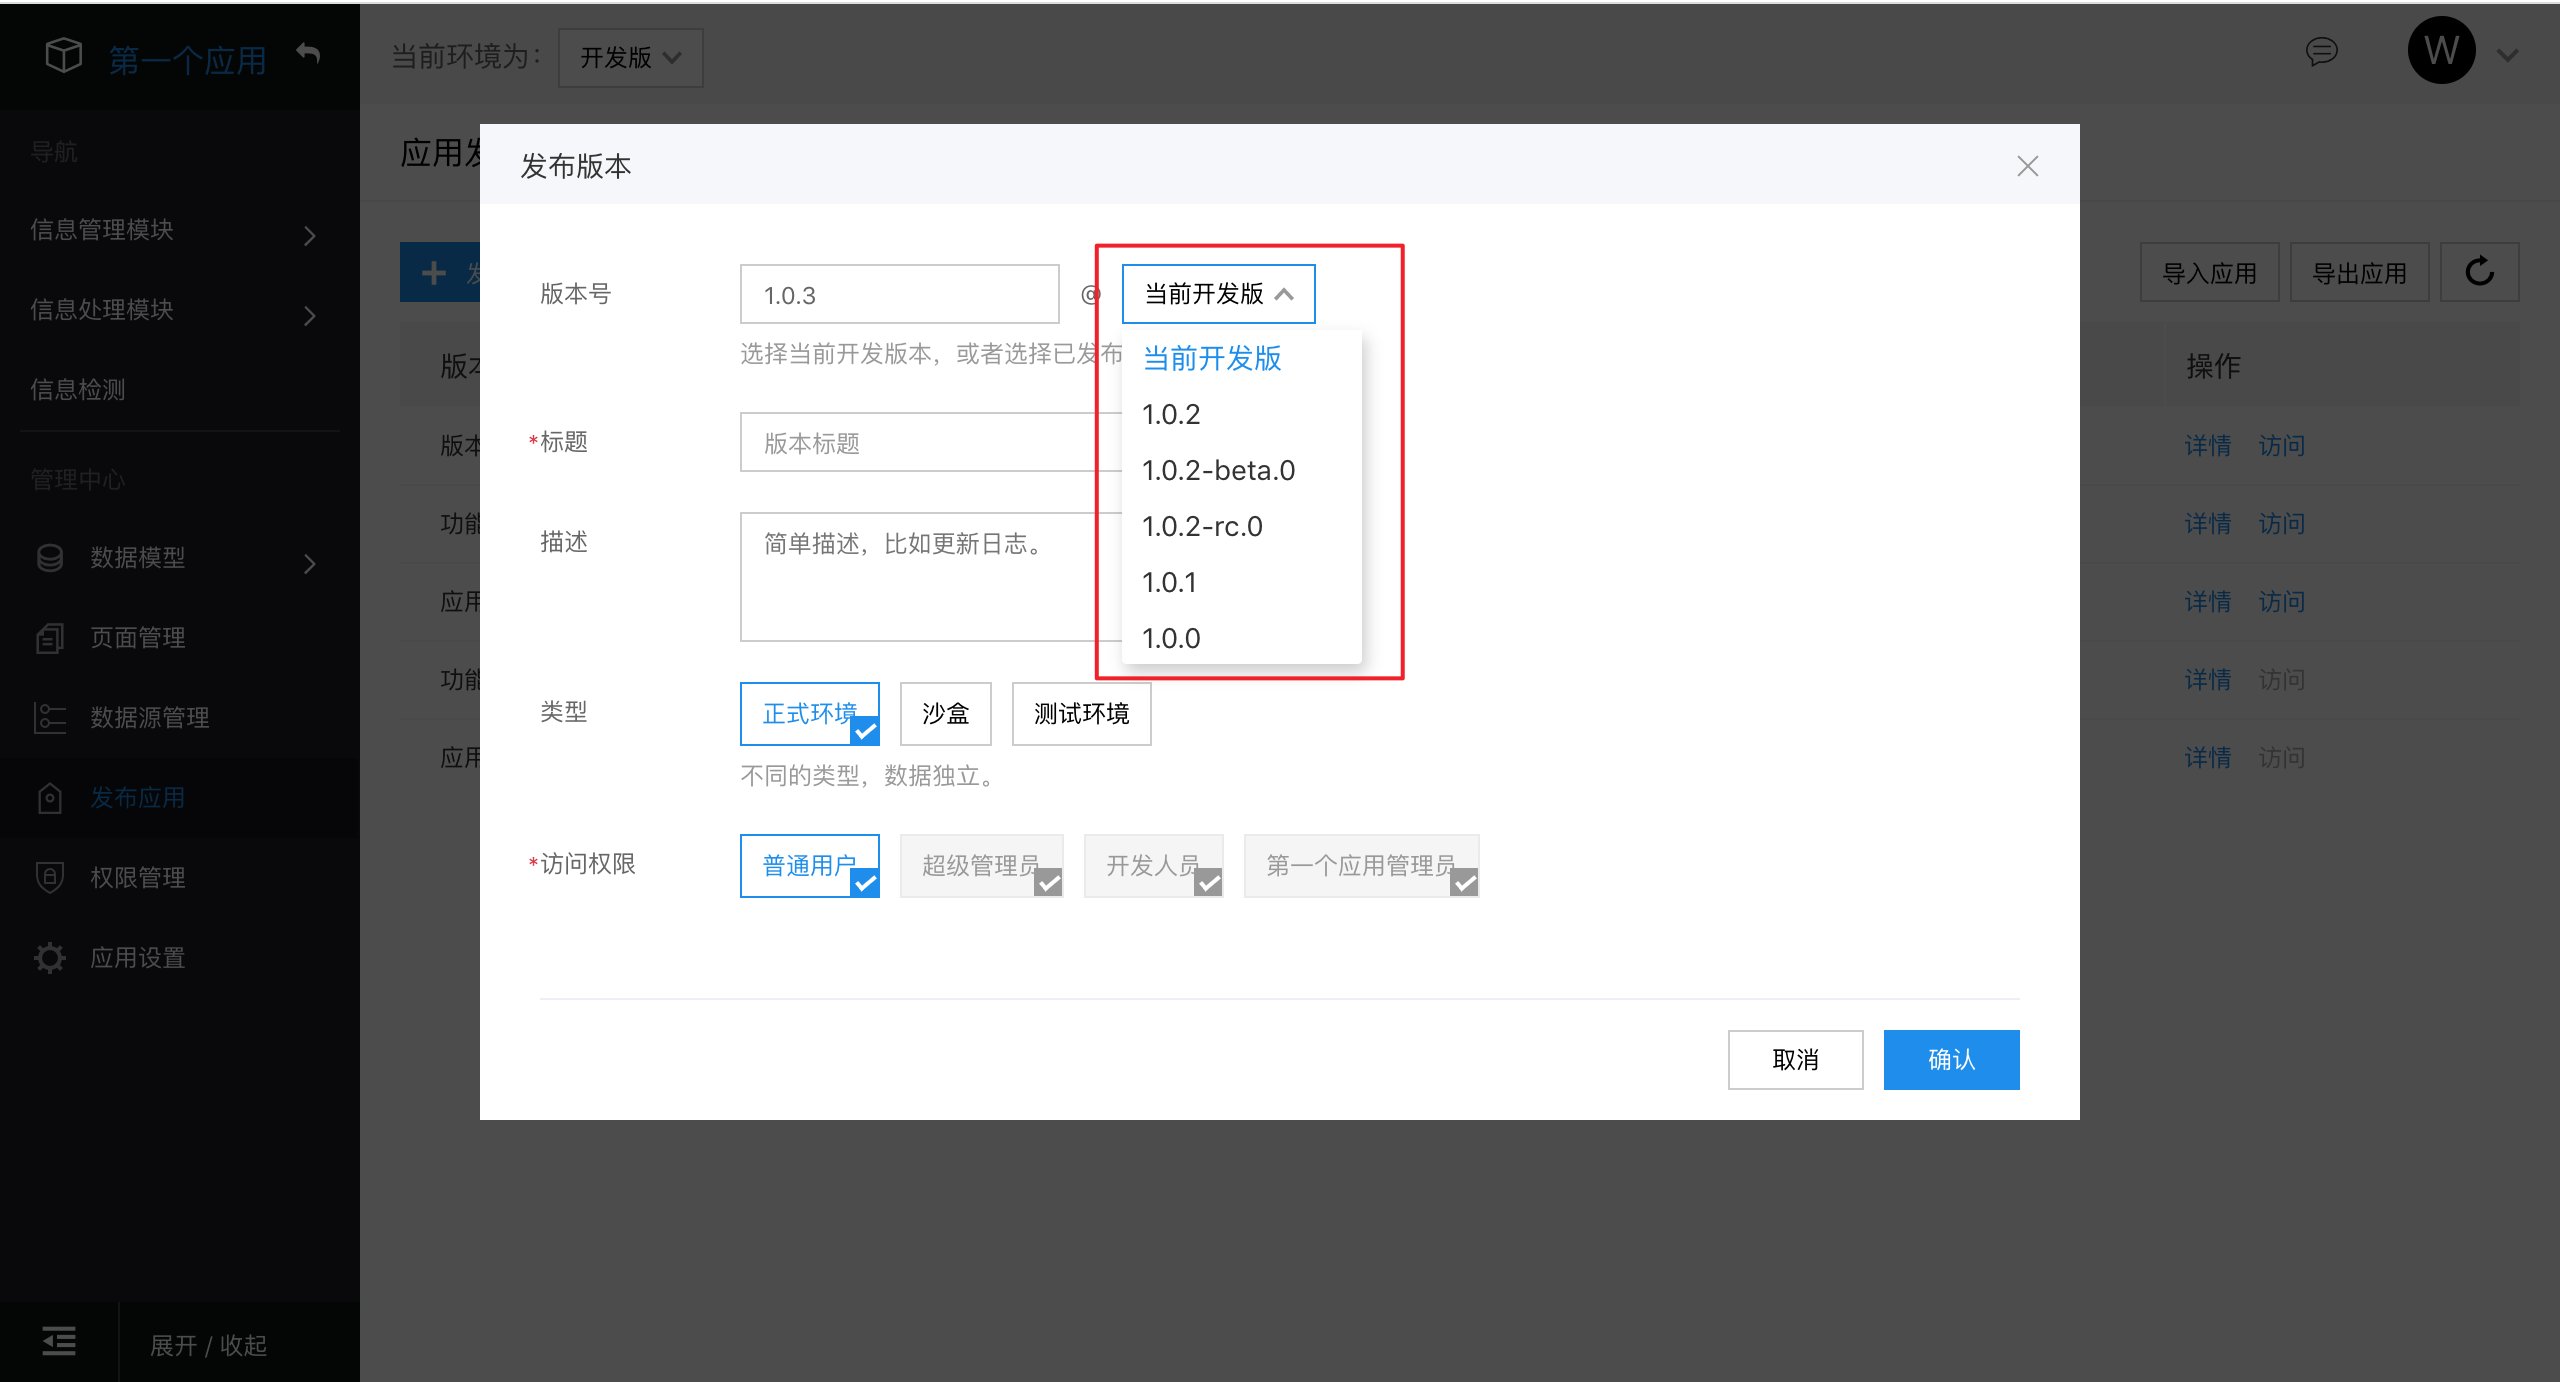 第一个应用
当前环境为：
开发版
W
导航
信息管理模块
信息处理模块
信息检测
管理中心
数据模型
页面管理
数据源管理
发布应用
权限管理
应用设置
展开 / 收起
应用发
发
导入应用
导出应用
版本
操作
版本
详情 访问
功能
详情 访问
应用
详情 访问
功能
详情 访问
应用
详情 访问
发布版本
版本号
1.0.3
@
当前开发版
选择当前开发版本，或者选择已发布
当前开发版
1.0.2
1.0.2-beta.0
1.0.2-rc.0
1.0.1
1.0.0
*标题
版本标题
描述
简单描述，比如更新日志。
类型
正式环境
沙盒
测试环境
不同的类型，数据独立。
*访问权限
普通用户
超级管理员
开发人员
第一个应用管理员
取消
确认